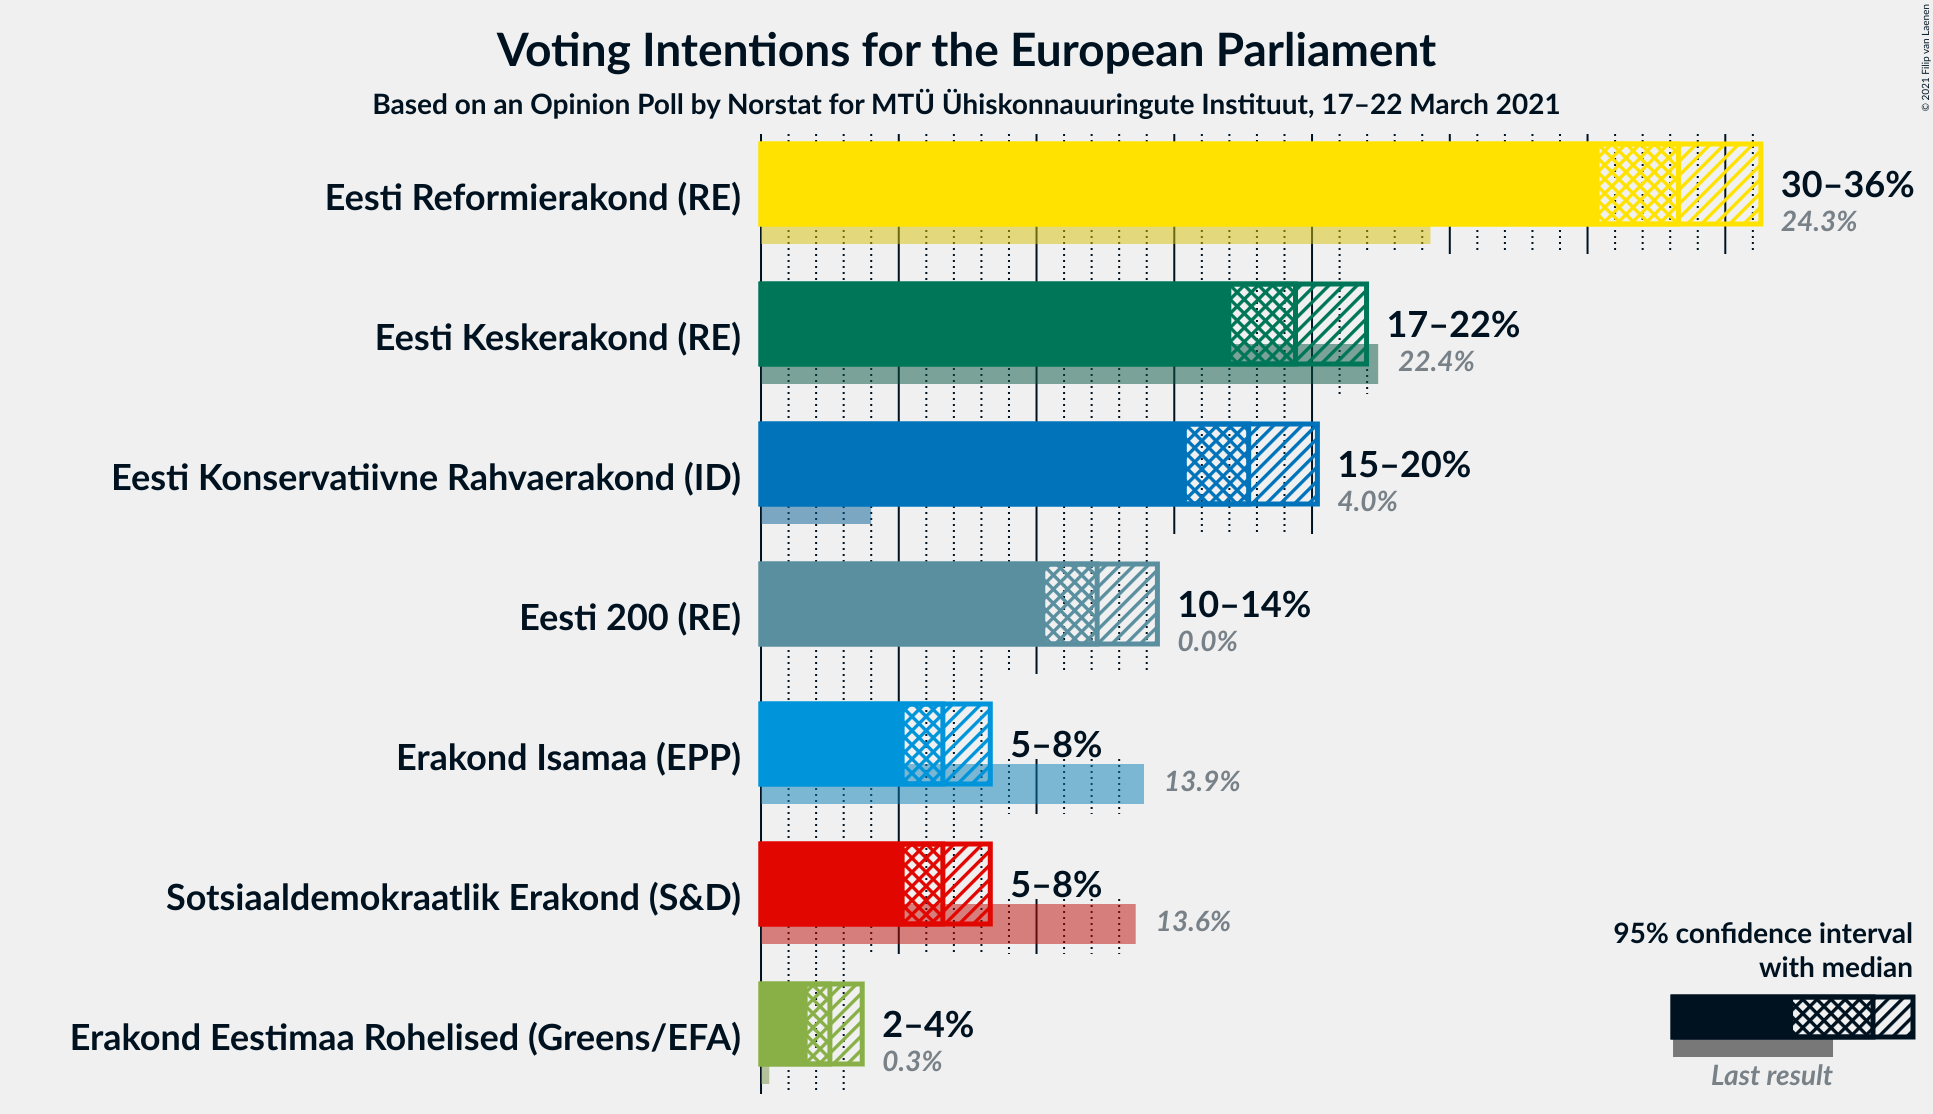 Voting Intentions for the European Parliament
Based on an Opinion Poll by Norstat for MTÜ Ühiskonnauuringute Instituut, 17–22 March 2021
© 2021 Filip van Laenen
Eesti Reformierakond (RE)
30–36%
24.3%
Eesti Keskerakond (RE)
17–22%
22.4%
Eesti Konservatiivne Rahvaerakond (ID)
15–20%
4.0%
Eesti 200 (RE)
10–14%
0.0%
Erakond Isamaa (EPP)
5–8%
13.9%
Sotsiaaldemokraatlik Erakond (S&D)
5–8%
13.6%
Erakond Eestimaa Rohelised (Greens/EFA)
2–4%
0.3%
95% confidence interval
with median
Last result